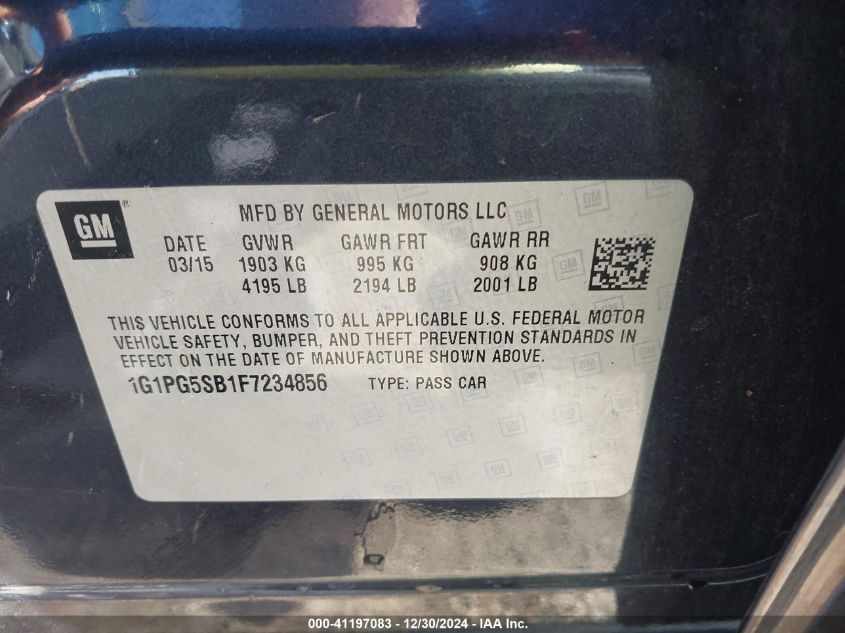 GM ® MFD BY GENERAL MOTORS LLC
DATE GVWR GAWR FRT GAWR RR
03/15 1903 KG 995 KG 908 KG
4195 LB 2194 LB 2001 LB
THIS VEHICLE CONFORMS TO ALL APPLICABLE U.S. FEDERAL MOTOR
VEHICLE SAFETY, BUMPER, AND THEFT PREVENTION STANDARDS IN
EFFECT ON THE DATE OF MANUFACTURE SHOWN ABOVE.
1G1PG5SB1F7234856 TYPE: PASS CAR
000-41197083 - 12/30/2024 - IAA Inc.